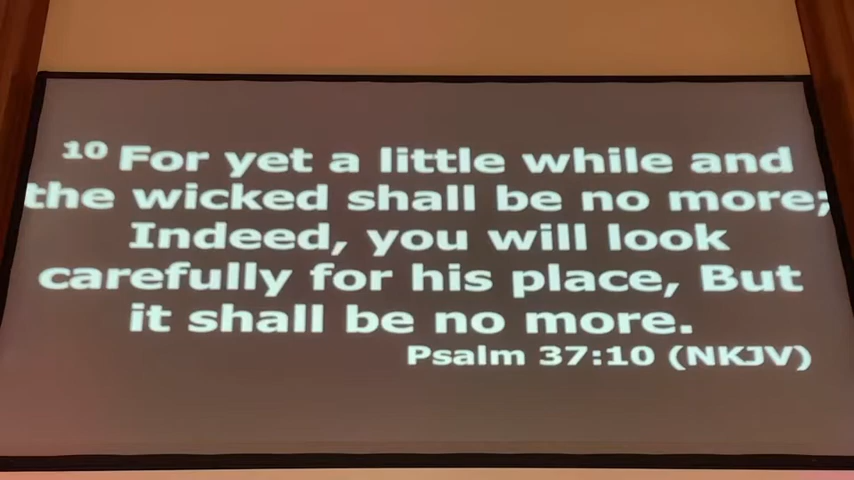 10 For yet a little while and
the wicked shall be no more;
Indeed, you will look
carefully for his place, But
it shall be no more.
Psalm 37:10 (NKJV)